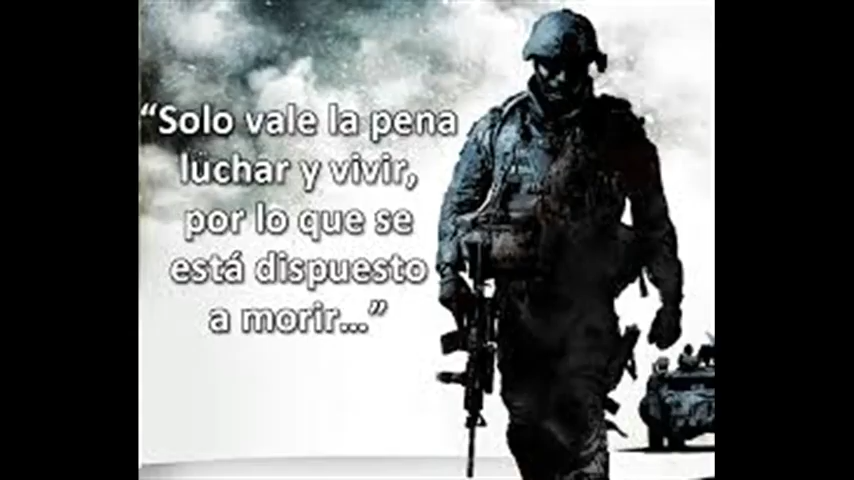 “Solo vale la pena
luchar y vivir,
por lo que se
está dispuesto
a morir...”